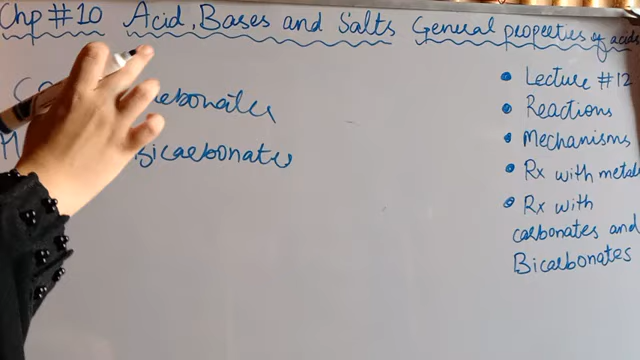 Chp #10 Acid, Bases and Salts General properties of acids
Lecture #12
Reactions
Mechanisms
Rx with metals
Rx with
carbonates and
Bicarbonates
Bicarbonates